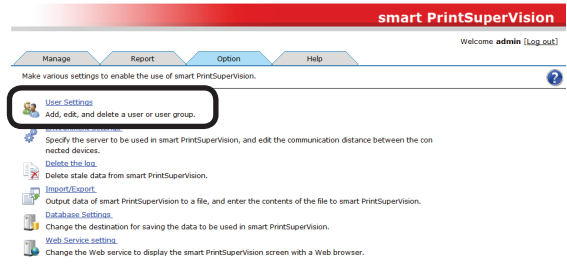 smart PrintSuperVision
Welcome admin [Log out]
Manage Report Option Help
Make various settings to enable the use of smart PrintSuperVision.
User Settings
Add, edit, and delete a user or user group.
Specify the server to be used in smart PrintSuperVision, and edit the communication distance between the con
nected devices.
Delete the log
Delete stale data from smart PrintSuperVision.
Import/Export
Output data of smart PrintSuperVision to a file, and enter the contents of the file to smart PrintSuperVision.
Database Settings
Change the destination for saving the data to be used in smart PrintSuperVision.
Web Service setting
Change the Web service to display the smart PrintSuperVision screen with a Web browser.